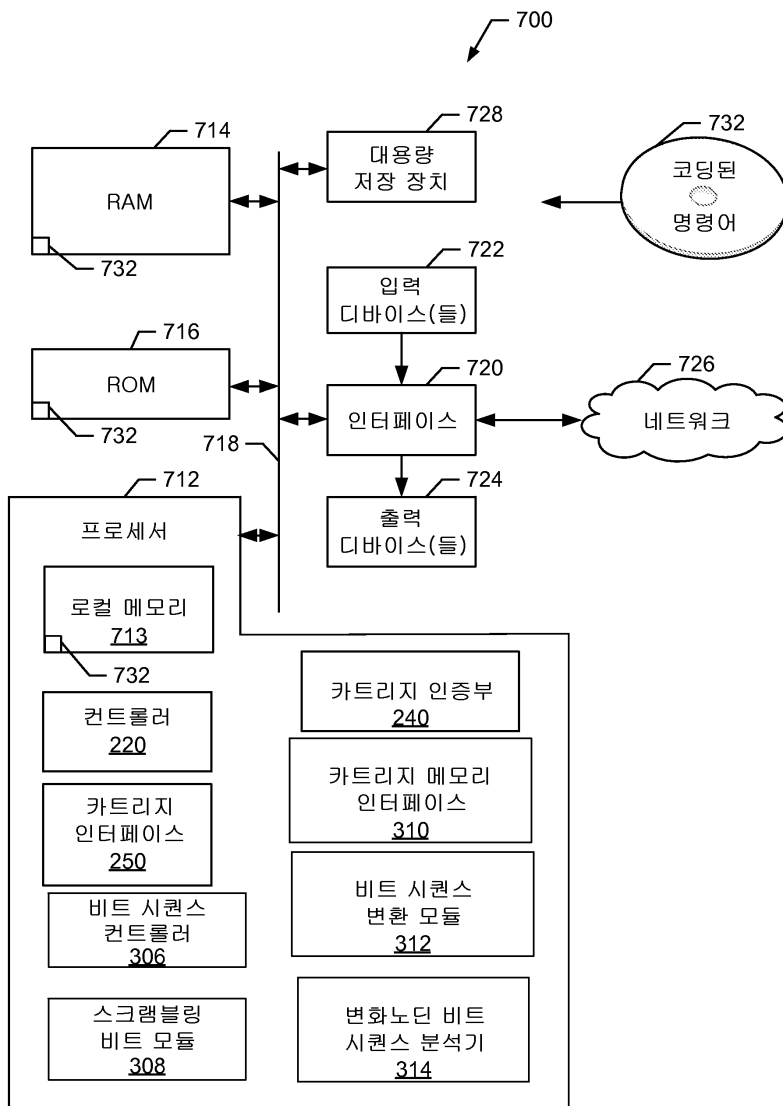 700
714
RAM
732
716
ROM
732
718
728
대용량
저장 장치
722
입력
디바이스(들)
720
인터페이스
724
출력
디바이스(들)
732
코딩된
명령어
726
네트워크
712
프로세서
로컬 메모리
713
732
컨트롤러
220
카트리지
인터페이스
250
비트 시퀀스
컨트롤러
306
스크램블링
비트 모듈
308
카트리지 인증부
240
카트리지 메모리
인터페이스
310
비트 시퀀스
변환 모듈
312
변화노딘 비트
시퀀스 분석기
314